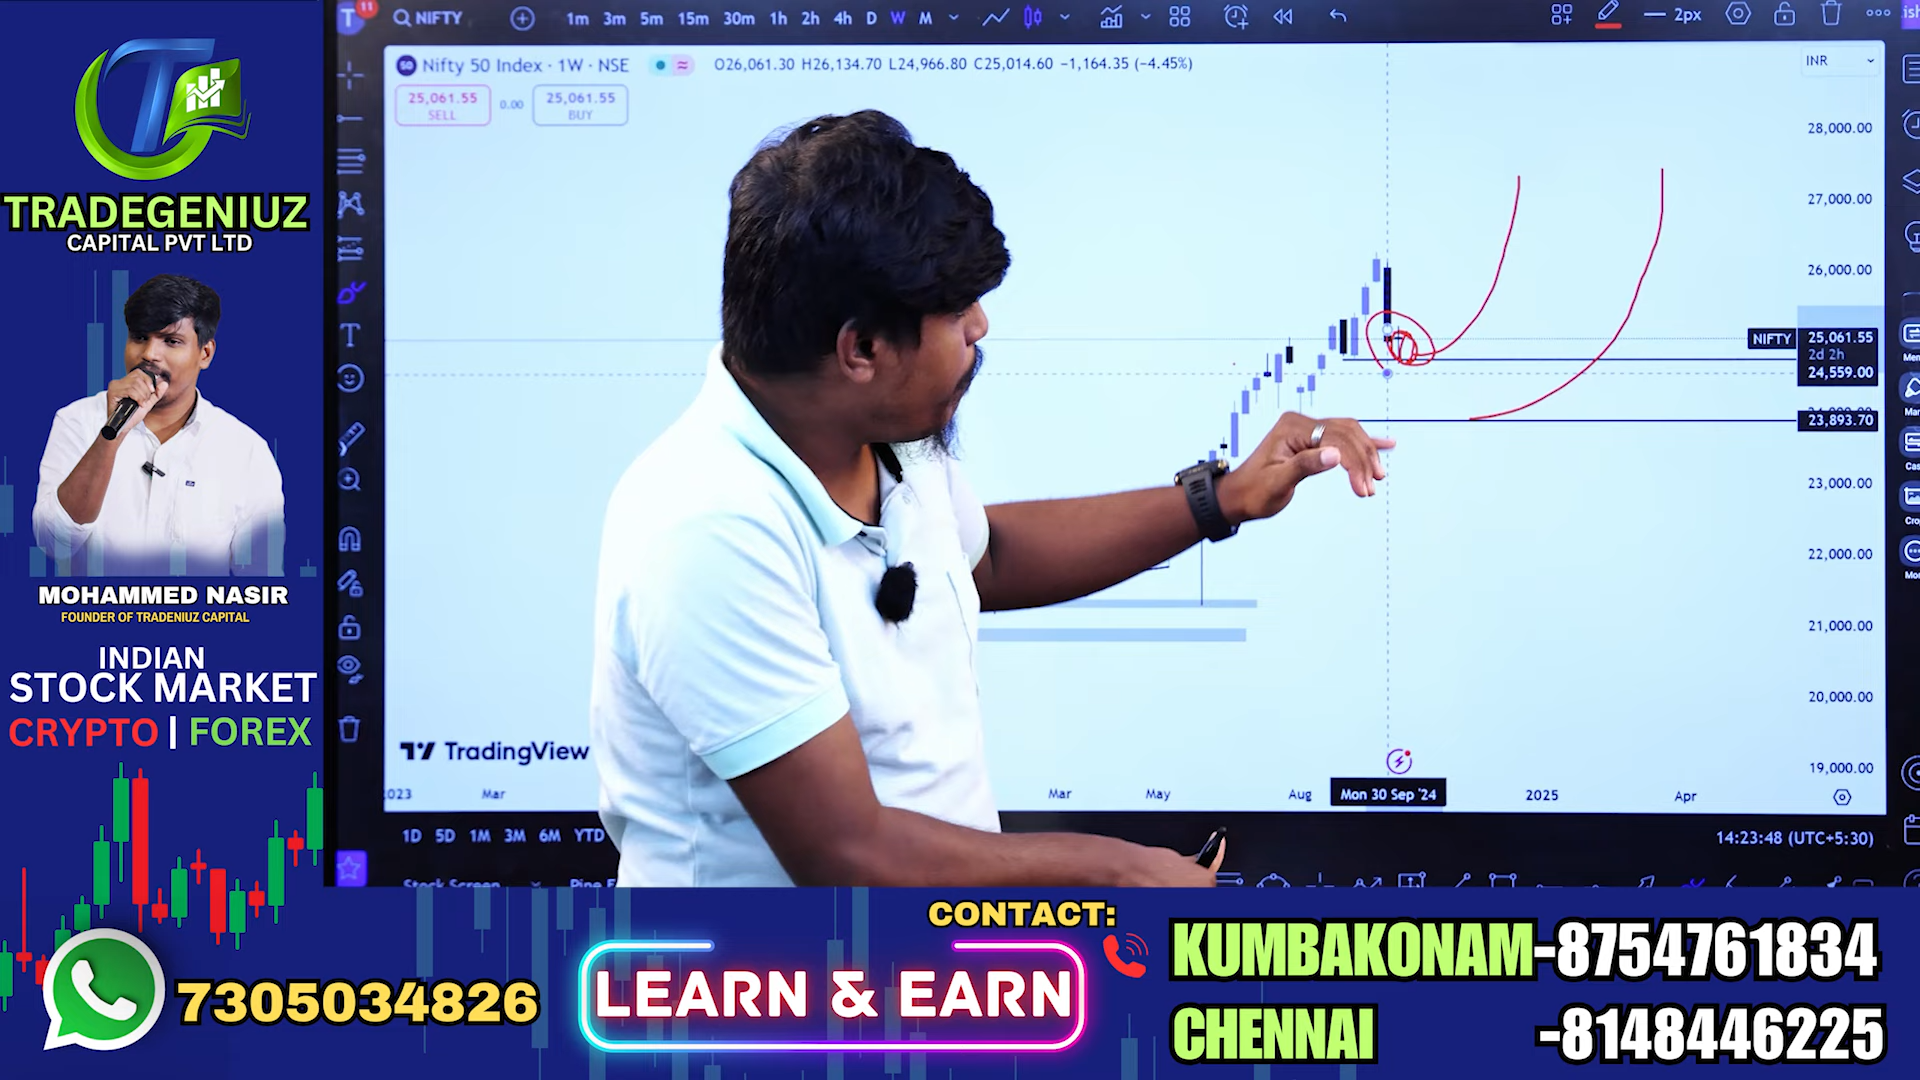 TRADEGENIUZ
CAPITAL PVT LTD
MOHAMMED NASIR
FOUNDER OF TRADENIUZ CAPITAL
INDIAN
STOCK MARKET
CRYPTO | FOREX
7305034826
LEARN & EARN
CONTACT:
KUMBAKONAM-8754761834
CHENNAI -8148446225
T 11 NIFTY 1m 3m 5m 15m 30m 1h 2h 4h D W M 2px
Nifty 50 Index · 1W · NSE O26,061.30 H26,134.70 L24,966.80 C25,014.60 −1,164.35 (−4.45%)
INR
25,061.55 0.00 25,061.55
SELL BUY
28,000.00
27,000.00
26,000.00
NIFTY 25,061.55
2d 2h
24,559.00
23,893.70
23,000.00
22,000.00
21,000.00
20,000.00
19,000.00
TradingView
2023 Mar Mar May Aug Mon 30 Sep '24 2025 Apr
1D 5D 1M 3M 6M YTD
14:23:48 (UTC+5:30)